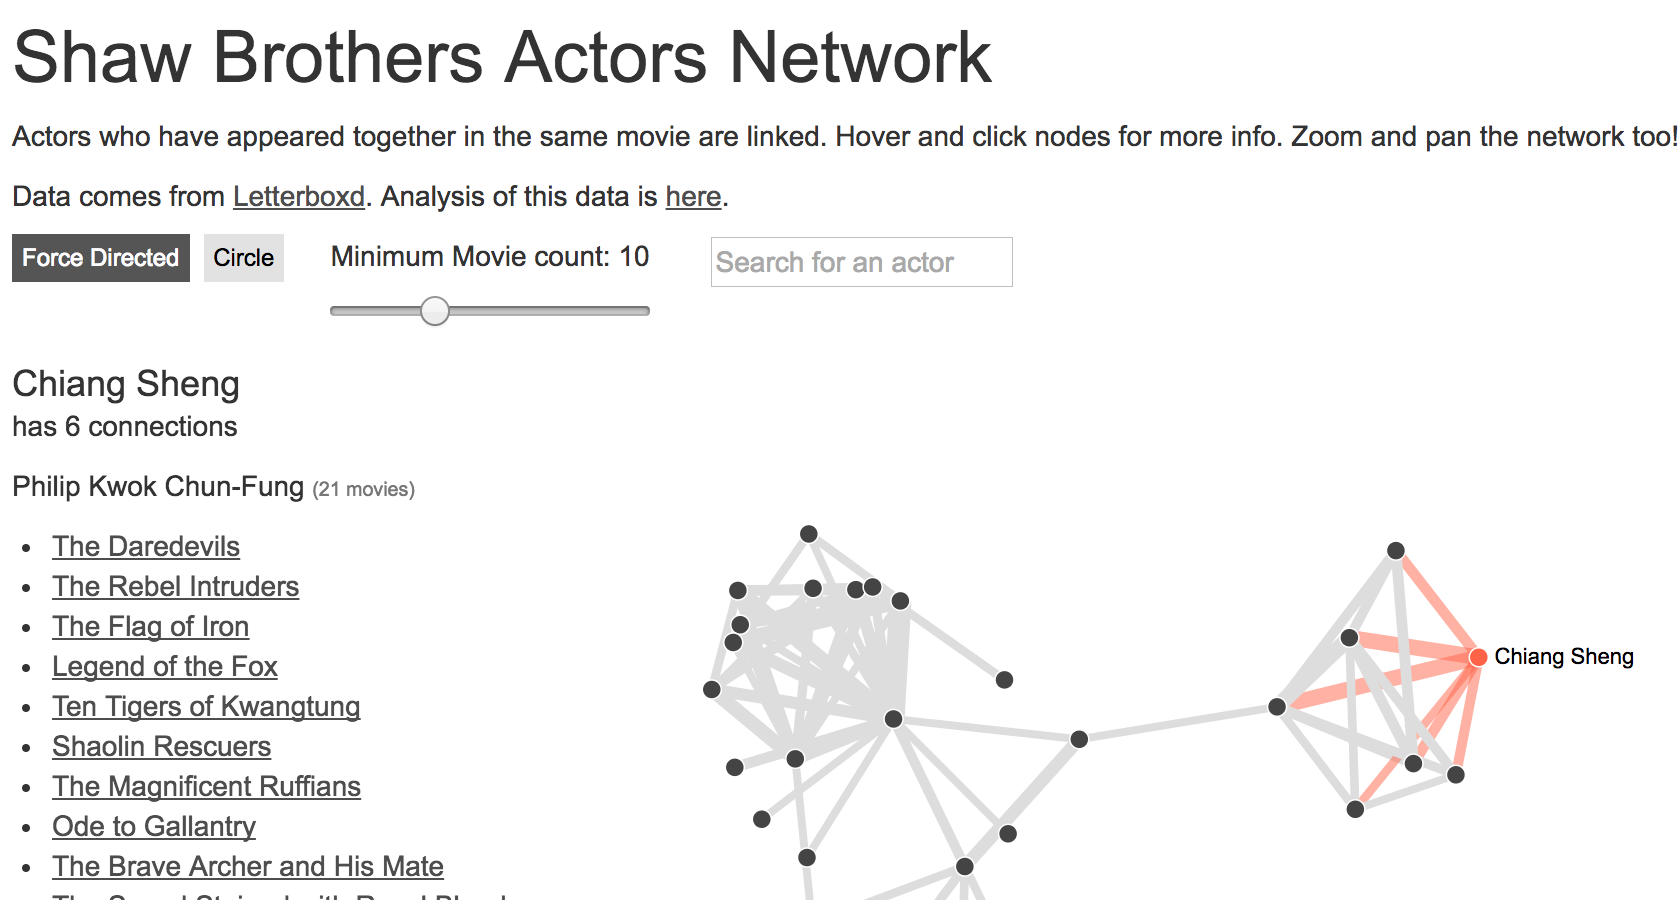 Shaw Brothers Actors Network
Actors who have appeared together in the same movie are linked. Hover and click nodes for more info. Zoom and pan the network too!
Data comes from Letterboxd. Analysis of this data is here.
Force Directed
Circle
Minimum Movie count: 10
Search for an actor
Chiang Sheng
has 6 connections
Philip Kwok Chun-Fung (21 movies)
The Daredevils
The Rebel Intruders
The Flag of Iron
Legend of the Fox
Ten Tigers of Kwangtung
Shaolin Rescuers
The Magnificent Ruffians
Ode to Gallantry
The Brave Archer and His Mate
Chiang Sheng